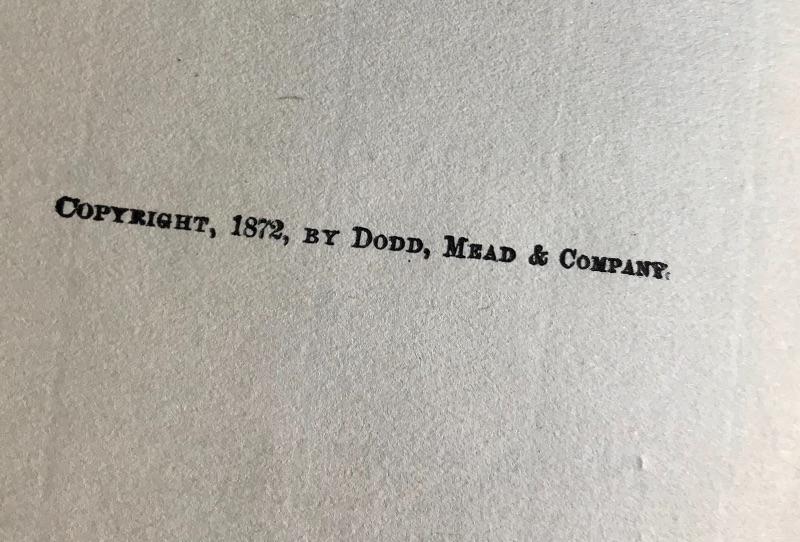 COPYRIGHT, 1872, BY DODD, MEAD & COMPANY.